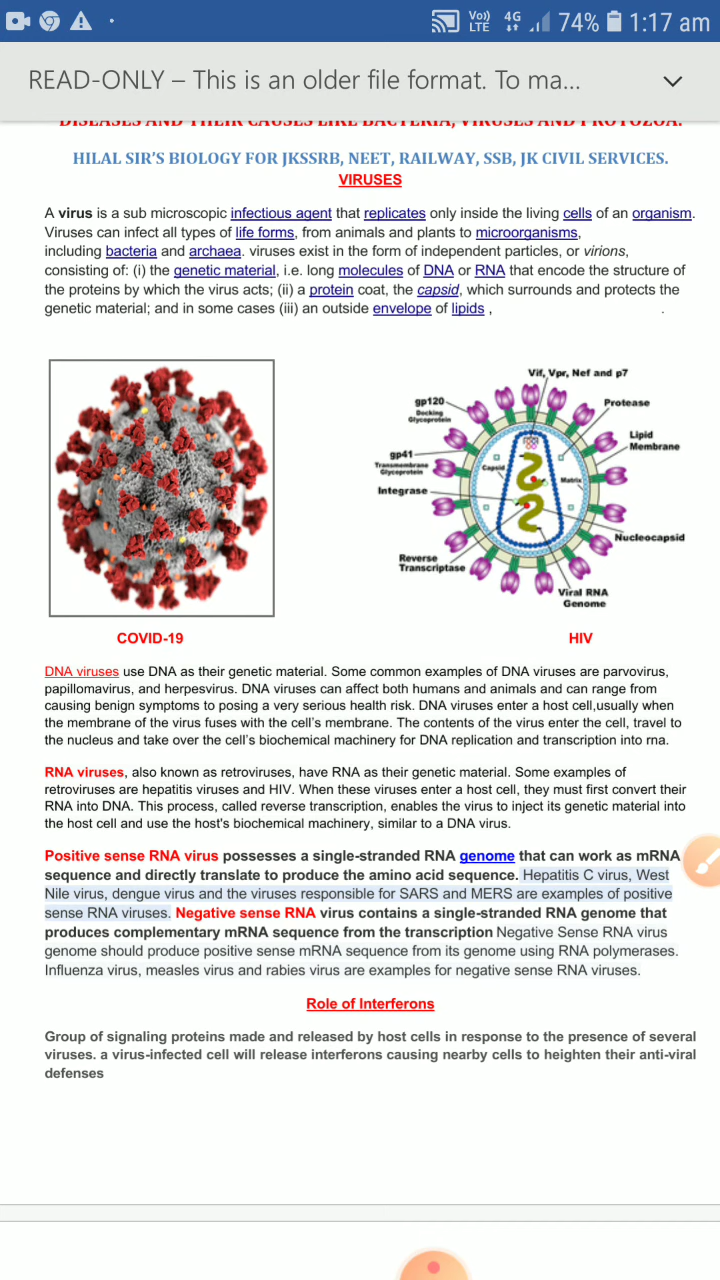 Vo)) LTE 4G 74% 1:17 am
READ-ONLY – This is an older file format. To ma...
DISEASES AND THEIR CAUSES LIKE BACTERIA, VIRUSES AND PROTOZOA.
HILAL SIR'S BIOLOGY FOR JKSSRB, NEET, RAILWAY, SSB, JK CIVIL SERVICES.
VIRUSES
A virus is a sub microscopic infectious agent that replicates only inside the living cells of an organism.
Viruses can infect all types of life forms, from animals and plants to microorganisms,
including bacteria and archaea. viruses exist in the form of independent particles, or virions,
consisting of: (i) the genetic material, i.e. long molecules of DNA or RNA that encode the structure of
the proteins by which the virus acts; (ii) a protein coat, the capsid, which surrounds and protects the
genetic material; and in some cases (iii) an outside envelope of lipids , .
Vif, Vpr, Nef and p7
gp120
Docking
Glycoprotein
Protease
Lipid
Membrane
gp41
Transmembrane
Glycoprotein
Capsid
Matrix
Integrase
Nucleocapsid
Reverse
Transcriptase
Viral RNA
Genome
COVID-19
HIV
DNA viruses use DNA as their genetic material. Some common examples of DNA viruses are parvovirus,
papillomavirus, and herpesvirus. DNA viruses can affect both humans and animals and can range from
causing benign symptoms to posing a very serious health risk. DNA viruses enter a host cell,usually when
the membrane of the virus fuses with the cell's membrane. The contents of the virus enter the cell, travel to
the nucleus and take over the cell's biochemical machinery for DNA replication and transcription into rna.
RNA viruses, also known as retroviruses, have RNA as their genetic material. Some examples of
retroviruses are hepatitis viruses and HIV. When these viruses enter a host cell, they must first convert their
RNA into DNA. This process, called reverse transcription, enables the virus to inject its genetic material into
the host cell and use the host's biochemical machinery, similar to a DNA virus.
Positive sense RNA virus possesses a single-stranded RNA genome that can work as mRNA
sequence and directly translate to produce the amino acid sequence. Hepatitis C virus, West
Nile virus, dengue virus and the viruses responsible for SARS and MERS are examples of positive
sense RNA viruses. Negative sense RNA virus contains a single-stranded RNA genome that
produces complementary mRNA sequence from the transcription Negative Sense RNA virus
genome should produce positive sense mRNA sequence from its genome using RNA polymerases.
Influenza virus, measles virus and rabies virus are examples for negative sense RNA viruses.
Role of Interferons
Group of signaling proteins made and released by host cells in response to the presence of several
viruses. a virus-infected cell will release interferons causing nearby cells to heighten their anti-viral
defenses